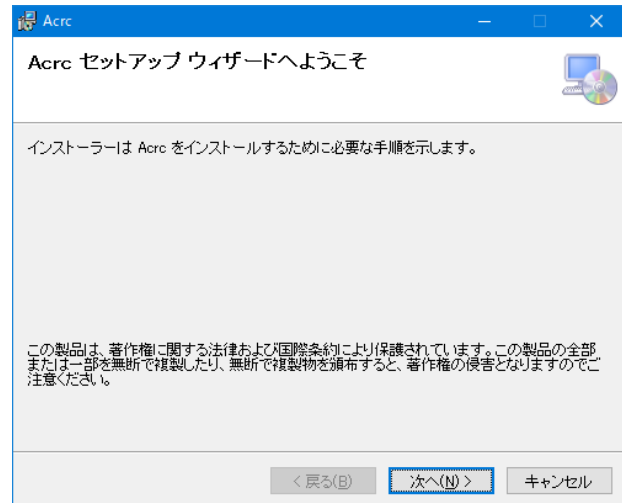 Acrc
Acrc セットアップ ウィザードへようこそ
インストーラーは Acrc をインストールするために必要な手順を示します。
この製品は、著作権に関する法律および国際条約により保護されています。この製品の全部
または一部を無断で複製したり、無断で複製物を頒布すると、著作権の侵害となりますのでご
注意ください。
< 戻る(B) 次へ(N) > キャンセル